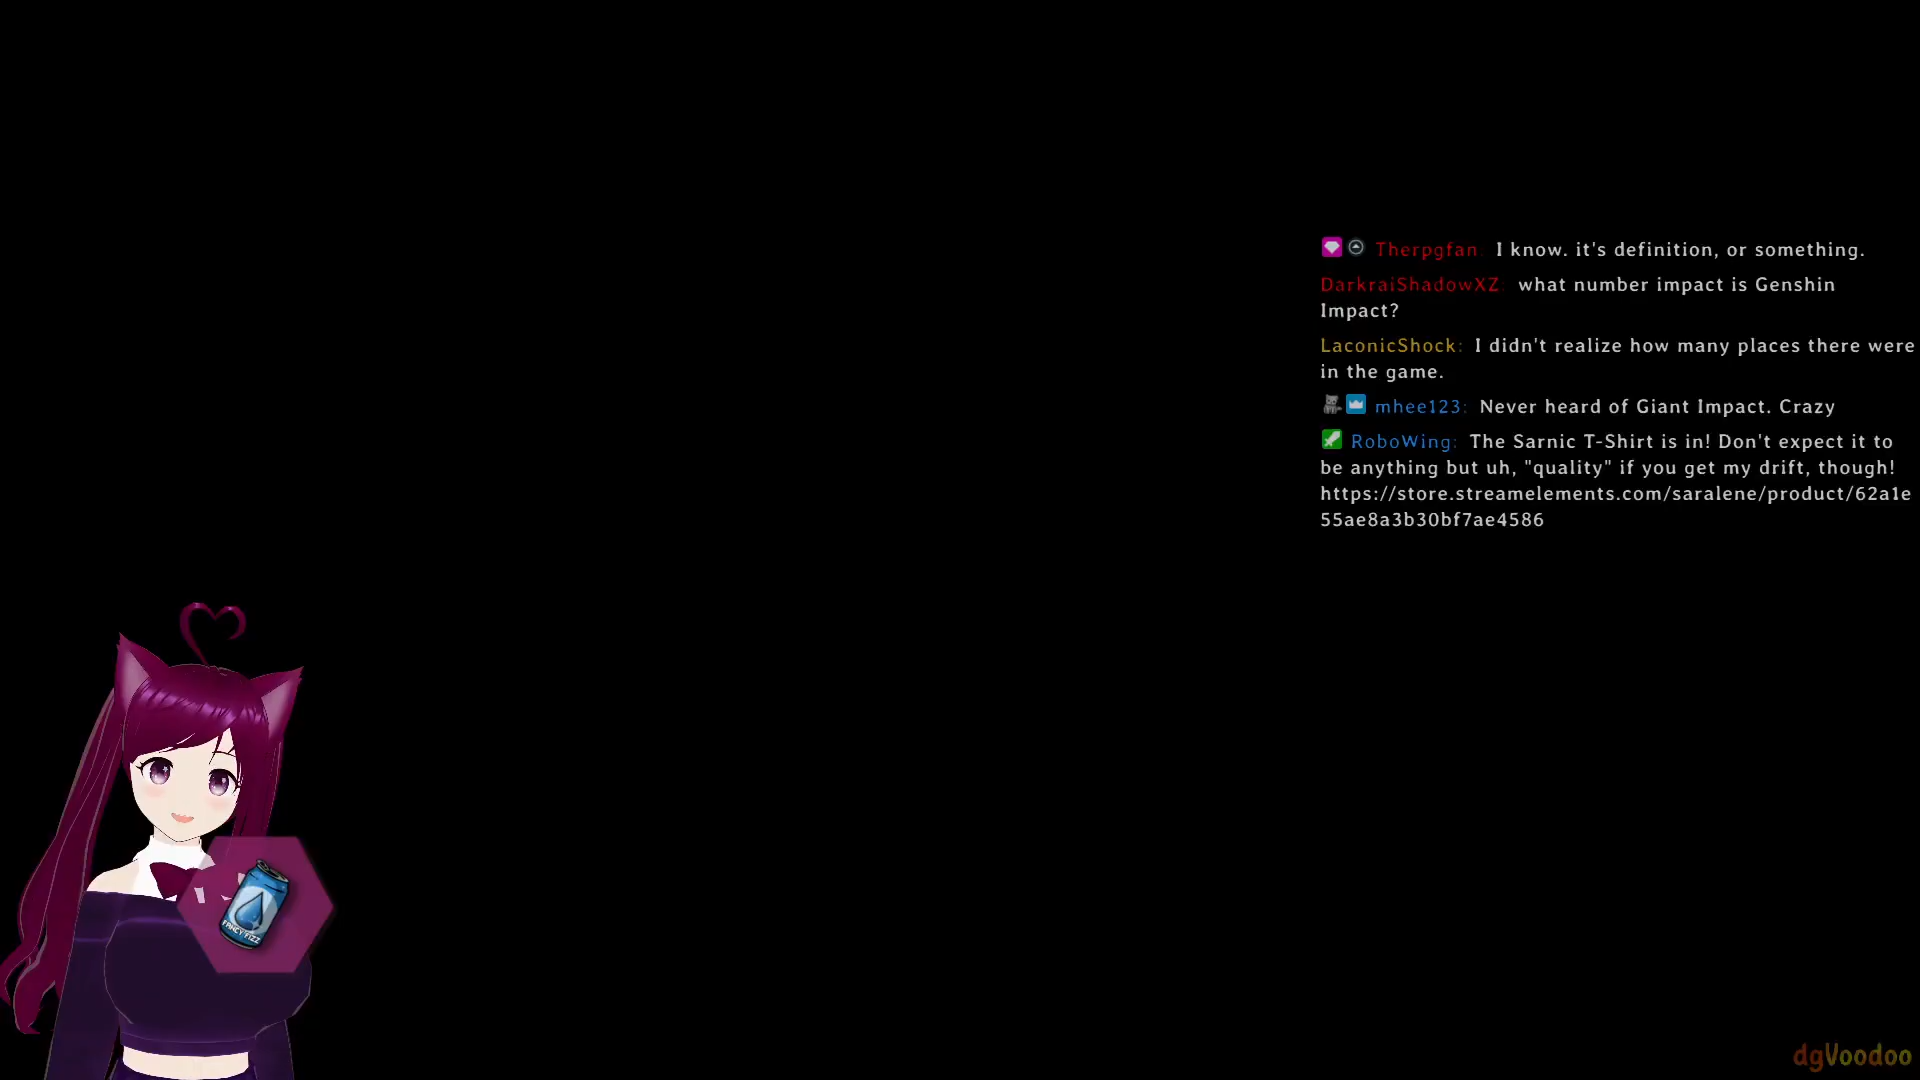 Therpgfan: I know. it's definition, or something.
DarkraiShadowXZ: what number impact is Genshin
Impact?
LaconicShock: I didn't realize how many places there were
in the game.
mhee123: Never heard of Giant Impact. Crazy
RoboWing: The Sarnic T-Shirt is in! Don't expect it to
be anything but uh, "quality" if you get my drift, though!
https://store.streamelements.com/saralene/product/62a1e
55ae8a3b30bf7ae4586
FANCY FIZZ
dgVoodoo